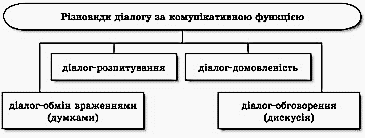 Різновиди діалогу за комунікативною функцією
діалог-розпитування
діалог-домовленість
діалог-обмін враженнями
(думками)
діалог-обговорення
(дискусія)